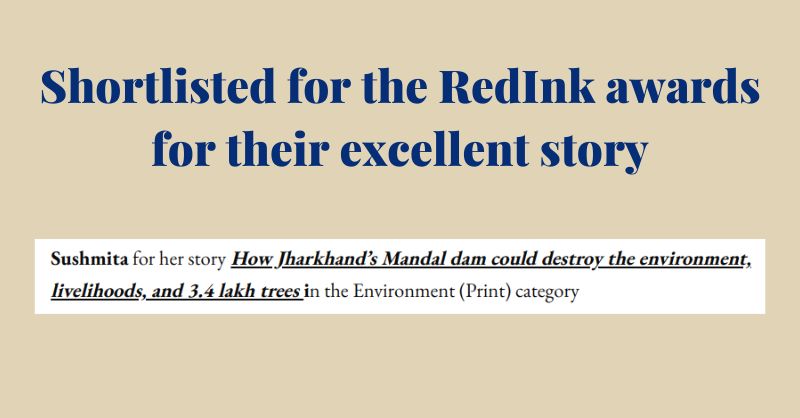 Shortlisted for the RedInk awards
for their excellent story
Sushmita for her story How Jharkhand’s Mandal dam could destroy the environment,
livelihoods, and 3.4 lakh trees in the Environment (Print) category